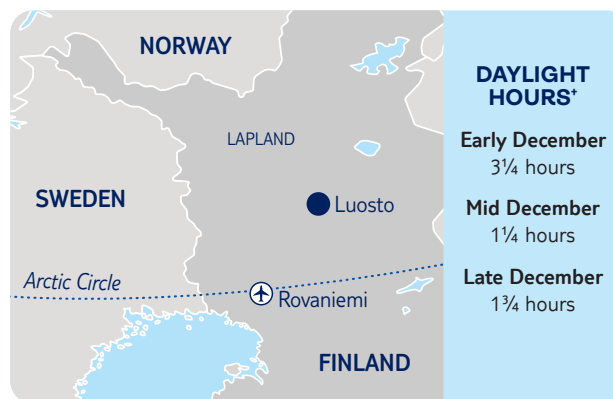 NORWAY
LAPLAND
SWEDEN
Luosto
Arctic Circle
Rovaniemi
FINLAND
DAYLIGHT
HOURS†
Early December
3¼ hours
Mid December
1¼ hours
Late December
1¾ hours